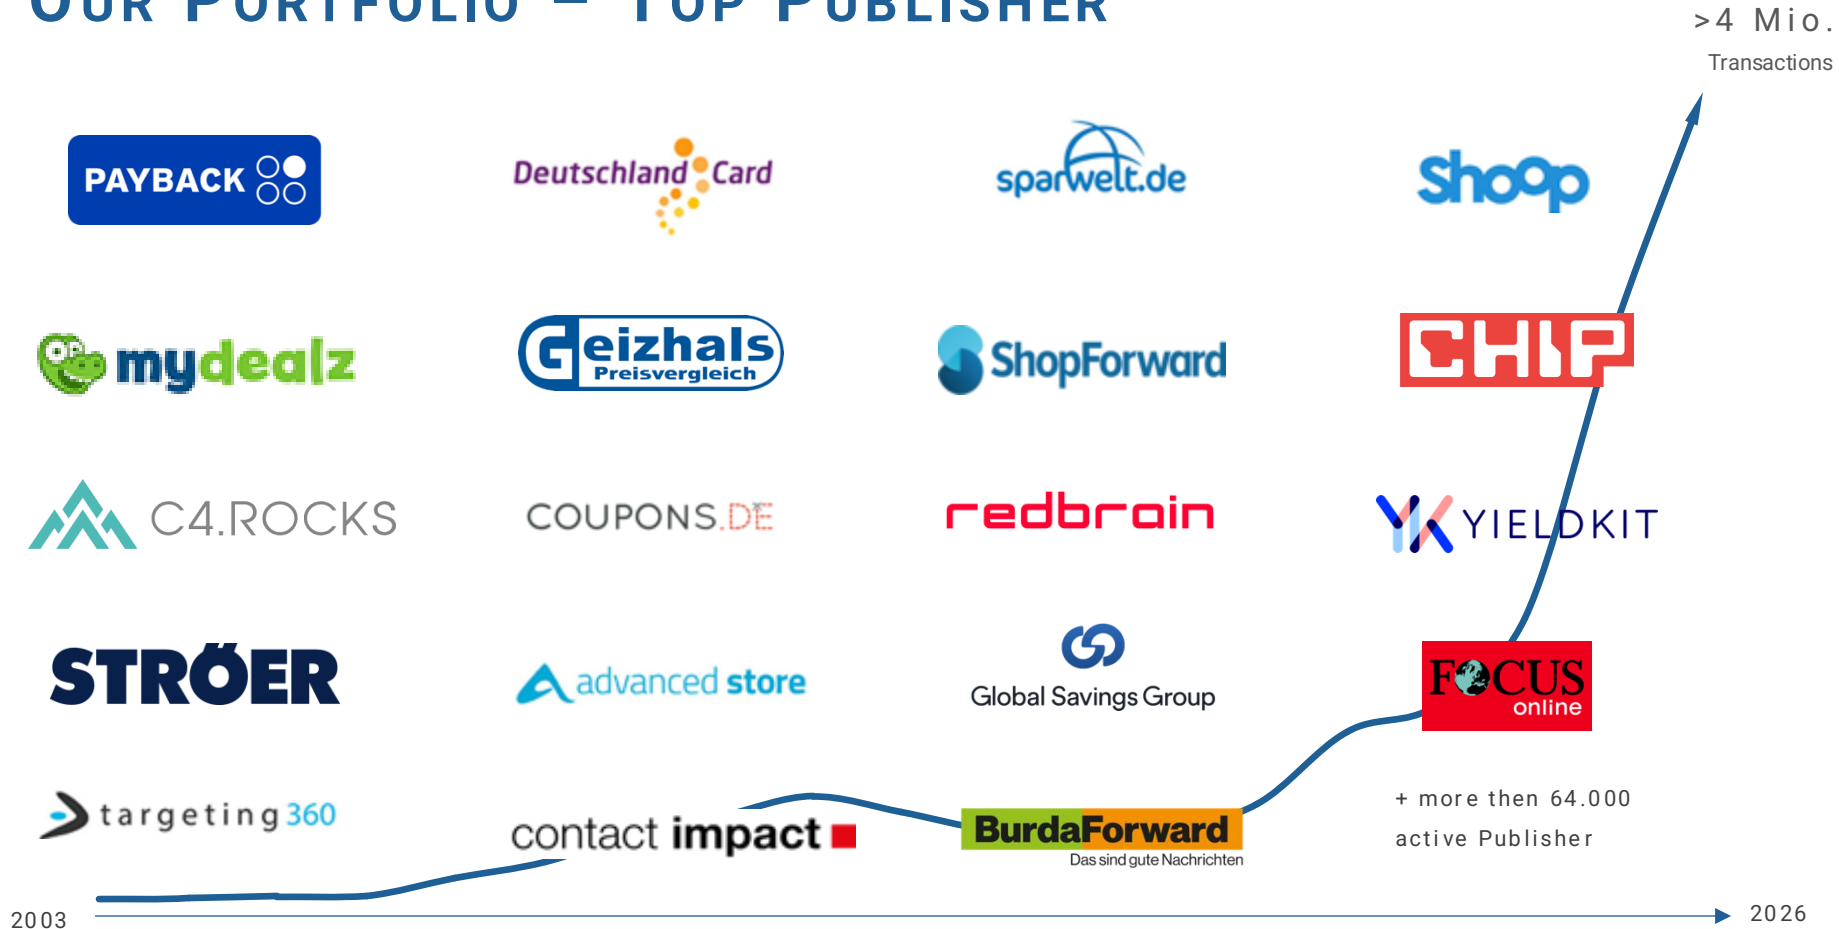 OUR PORTFOLIO – TOP PUBLISHER
>4 Mio.
Transactions
PAYBACK
Deutschland Card
sparwelt.de
shoop
mydealz
Geizhals
Preisvergleich
ShopForward
CHIP
C4.ROCKS
COUPONS.DE
redbrain
YK YIELDKIT
STRÖER
advanced store
Global Savings Group
FOCUS
online
targeting360
contact impact
BurdaForward
Das sind gute Nachrichten
+ more then 64.000
active Publisher
2003
2026